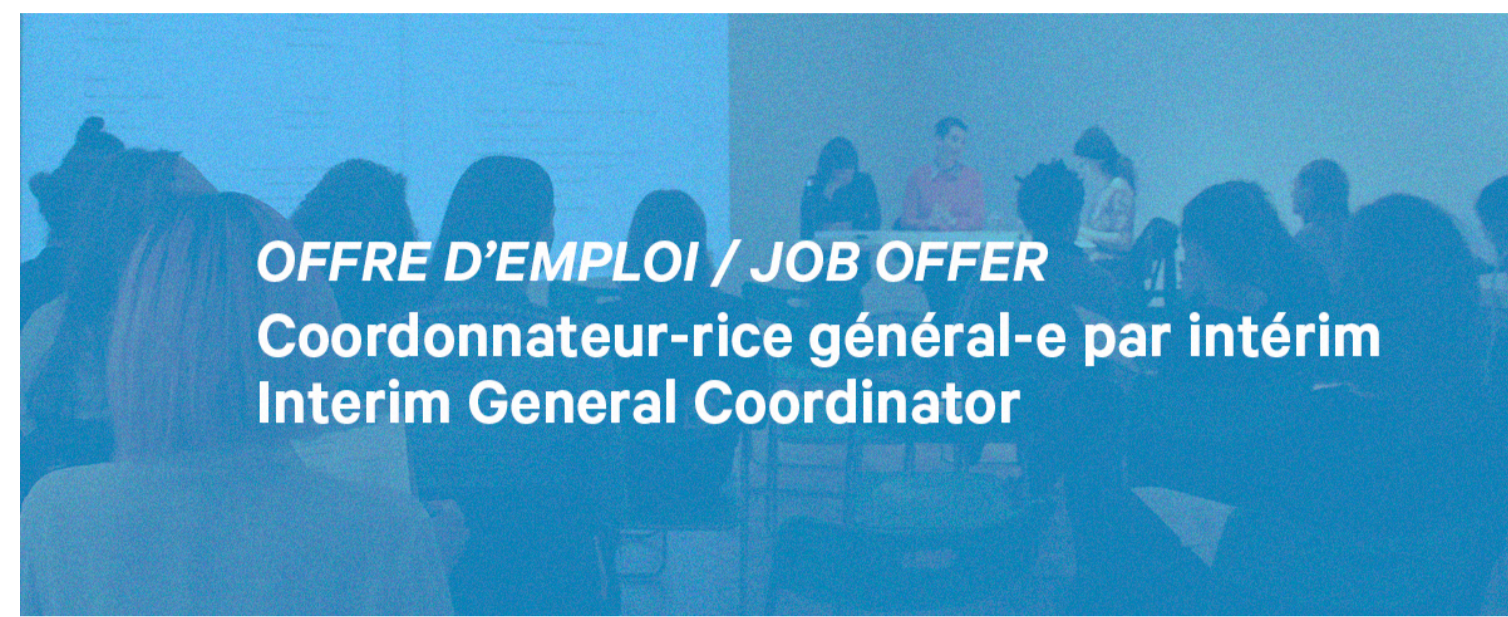 OFFRE D’EMPLOI / JOB OFFER
Coordonnateur-rice général-e par intérim
Interim General Coordinator